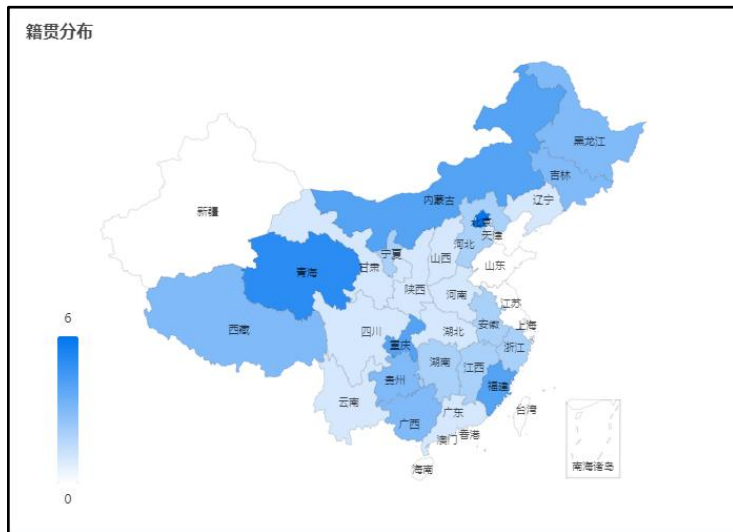 籍贯分布
黑龙江
吉林
辽宁
内蒙古
北京
天津
河北
新疆
宁夏
山西
山东
青海
甘肃
陕西
河南
江苏
西藏
四川
湖北
安徽
上海
重庆
浙江
湖南
江西
贵州
福建
云南
广西
广东
台湾
澳门
香港
海南
南海诸岛
6
0